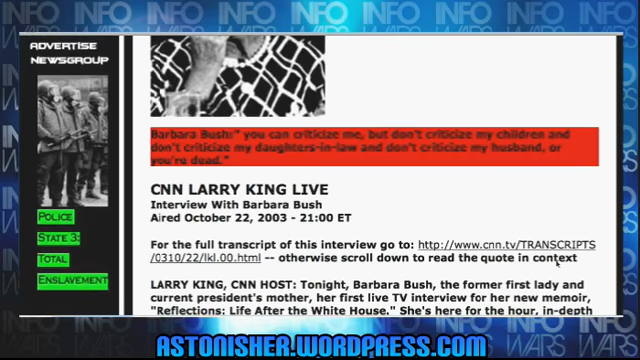 INFO
WARS
ADVERTISE
NEWSGROUP
POLICE
STATE 3:
TOTAL
ENSLAVEMENT
Barbara Bush:" you can criticize me, but don't criticize my children and
don't criticize my daughters-in-law and don't criticize my husband, or
you're dead."
CNN LARRY KING LIVE
Interview With Barbara Bush
Aired October 22, 2003 - 21:00 ET
For the full transcript of this interview go to: http://www.cnn.tv/TRANSCRIPTS
/0310/22/lkl.00.html -- otherwise scroll down to read the quote in context
LARRY KING, CNN HOST: Tonight, Barbara Bush, the former first lady and
current president's mother, her first live TV interview for her new memoir,
"Reflections: Life After the White House." She's here for the hour, in-depth
ASTONISHER.WORDPRESS.COM